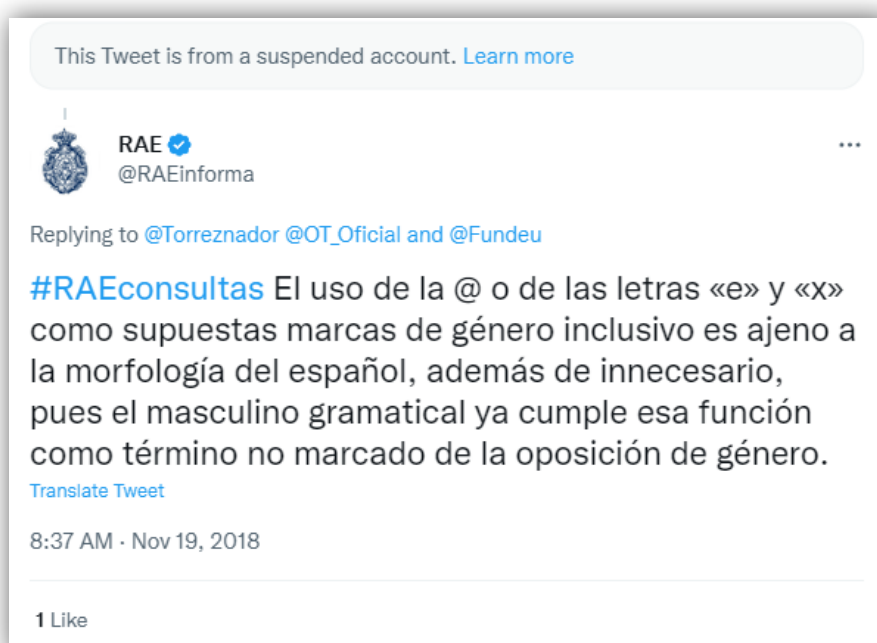 This Tweet is from a suspended account. Learn more
RAE
@RAEinforma
Replying to @Torreznador @OT_Oficial and @Fundeu
#RAEconsultas El uso de la @ o de las letras «e» y «x»
como supuestas marcas de género inclusivo es ajeno a
la morfología del español, además de innecesario,
pues el masculino gramatical ya cumple esa función
como término no marcado de la oposición de género.
Translate Tweet
8:37 AM · Nov 19, 2018
1 Like